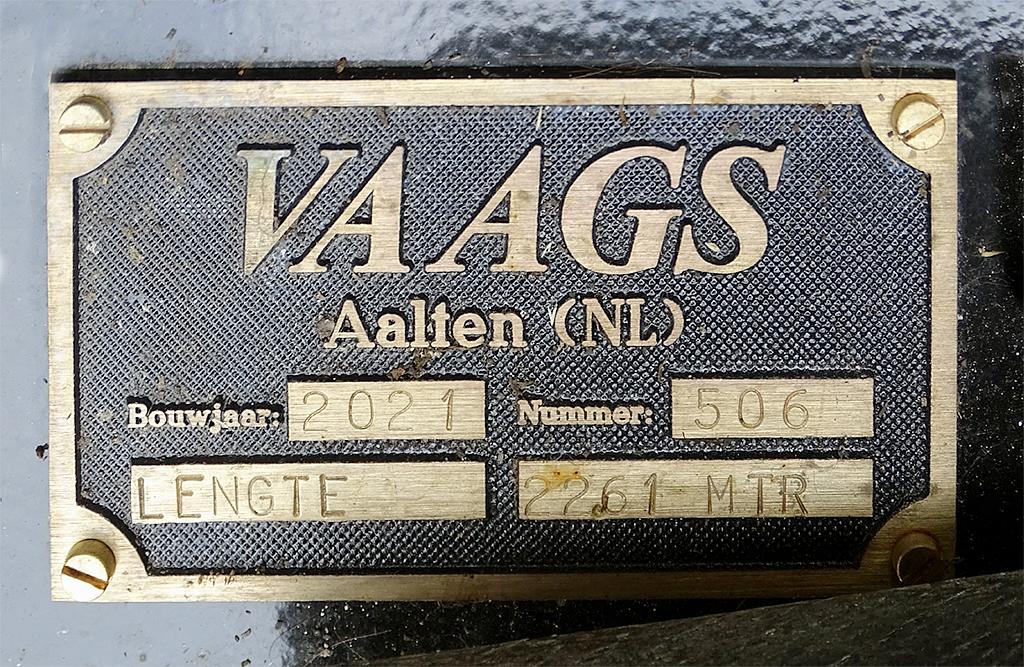 VAAGS
Aalten (NL)
Bouwjaar: 2021 Nummer: 506
LENGTE 2261 MTR